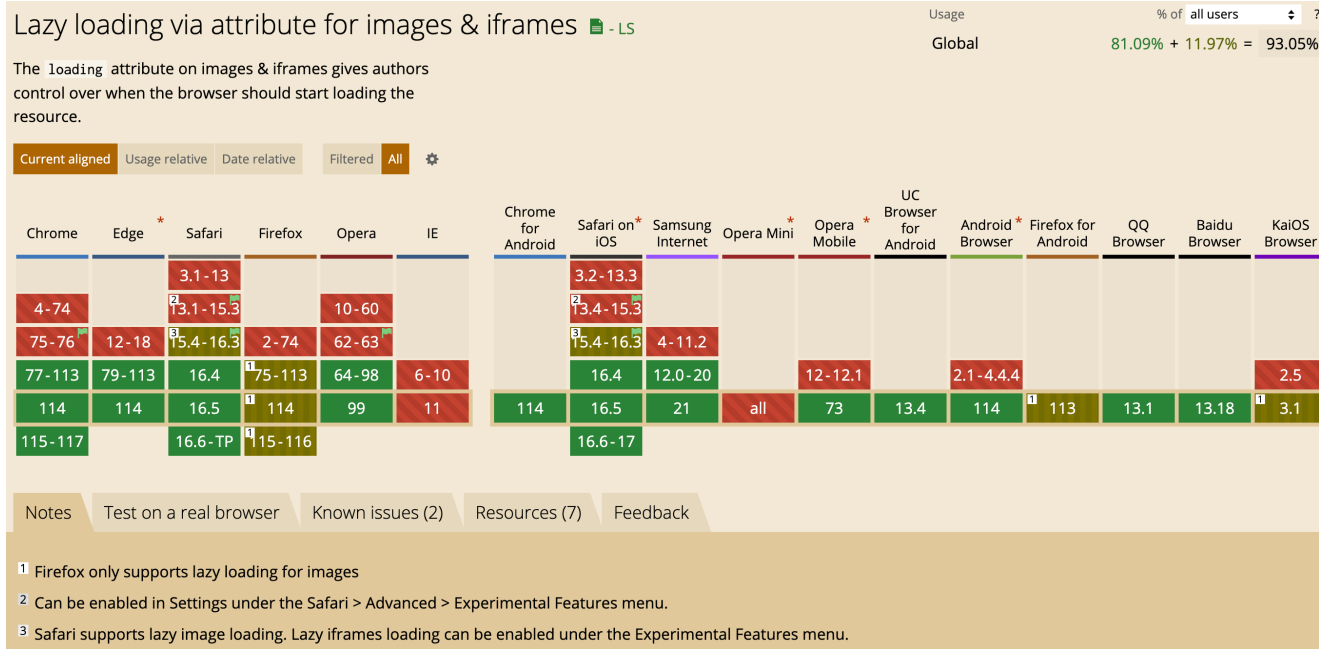 Lazy loading via attribute for images & iframes - LS
The loading attribute on images & iframes gives authors
control over when the browser should start loading the
resource.
Usage % of all users ?
Global 81.09% + 11.97% = 93.05%
Current aligned Usage relative Date relative Filtered All
Chrome Edge * Safari Firefox Opera IE Chrome for Android Safari on iOS * Samsung Internet Opera Mini * Opera Mobile * UC Browser for Android Android Browser * Firefox for Android QQ Browser Baidu Browser KaiOS Browser
3.1-13 3.2-13.3
4-74 2 13.1-15.3 10-60 2 13.4-15.3
75-76 12-18 3 15.4-16.3 2-74 62-63 3 15.4-16.3 4-11.2
77-113 79-113 16.4 1 75-113 64-98 6-10 16.4 12.0-20 12-12.1 2.1-4.4.4 2.5
114 114 16.5 1 114 99 11 114 16.5 21 all 73 13.4 114 1 113 13.1 13.18 1 3.1
115-117 16.6-TP 1 115-116 16.6-17
Notes Test on a real browser Known issues (2) Resources (7) Feedback
1 Firefox only supports lazy loading for images
2 Can be enabled in Settings under the Safari > Advanced > Experimental Features menu.
3 Safari supports lazy image loading. Lazy iframes loading can be enabled under the Experimental Features menu.